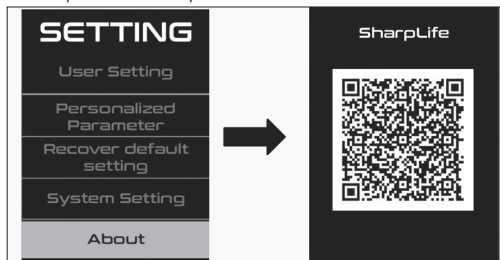 SETTING
User Setting
Personalized
Parameter
Recover default
setting
System Setting
About
SharpLife